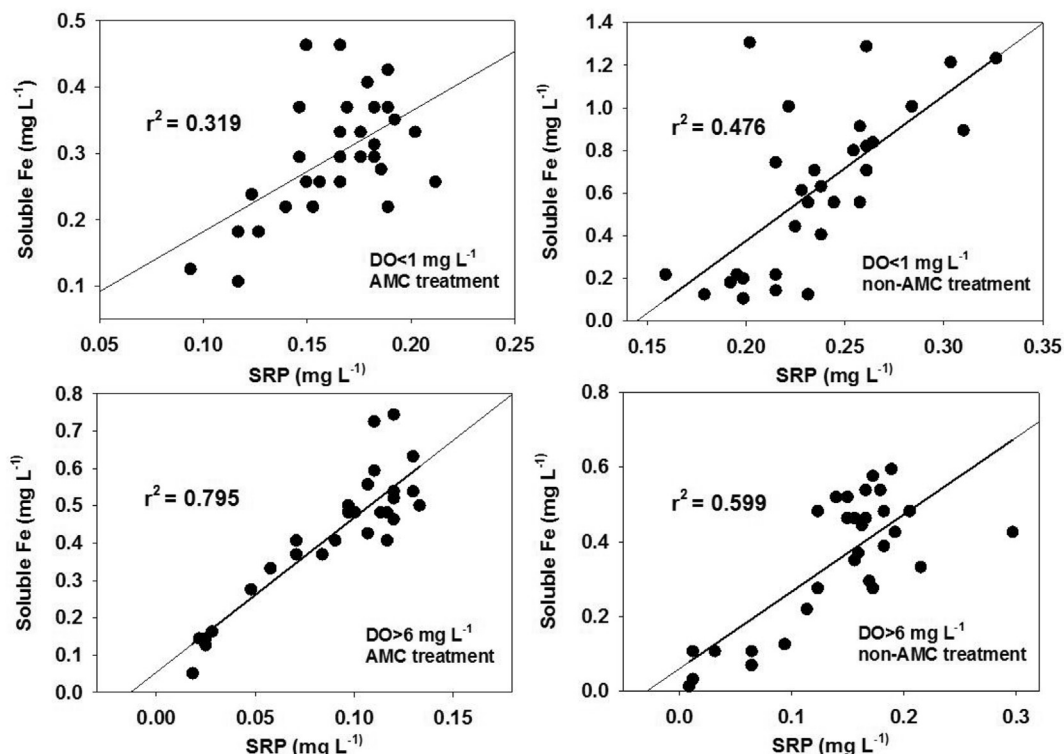 0.5
0.4
0.3
0.2
0.1
Soluble Fe (mg L⁻¹)
r² = 0.319
DO<1 mg L⁻¹
AMC treatment
0.05 0.10 0.15 0.20 0.25
SRP (mg L⁻¹)
1.4
1.2
1.0
0.8
0.6
0.4
0.2
0.0
Soluble Fe (mg L⁻¹)
r² = 0.476
DO<1 mg L⁻¹
non-AMC treatment
0.15 0.20 0.25 0.30 0.35
SRP (mg L⁻¹)
0.8
0.7
0.6
0.5
0.4
0.3
0.2
0.1
0.0
Soluble Fe (mg L⁻¹)
r² = 0.795
DO>6 mg L⁻¹
AMC treatment
0.00 0.05 0.10 0.15
SRP (mg L⁻¹)
0.8
0.6
0.4
0.2
0.0
Soluble Fe (mg L⁻¹)
r² = 0.599
DO>6 mg L⁻¹
non-AMC treatment
0.0 0.1 0.2 0.3
SRP (mg L⁻¹)